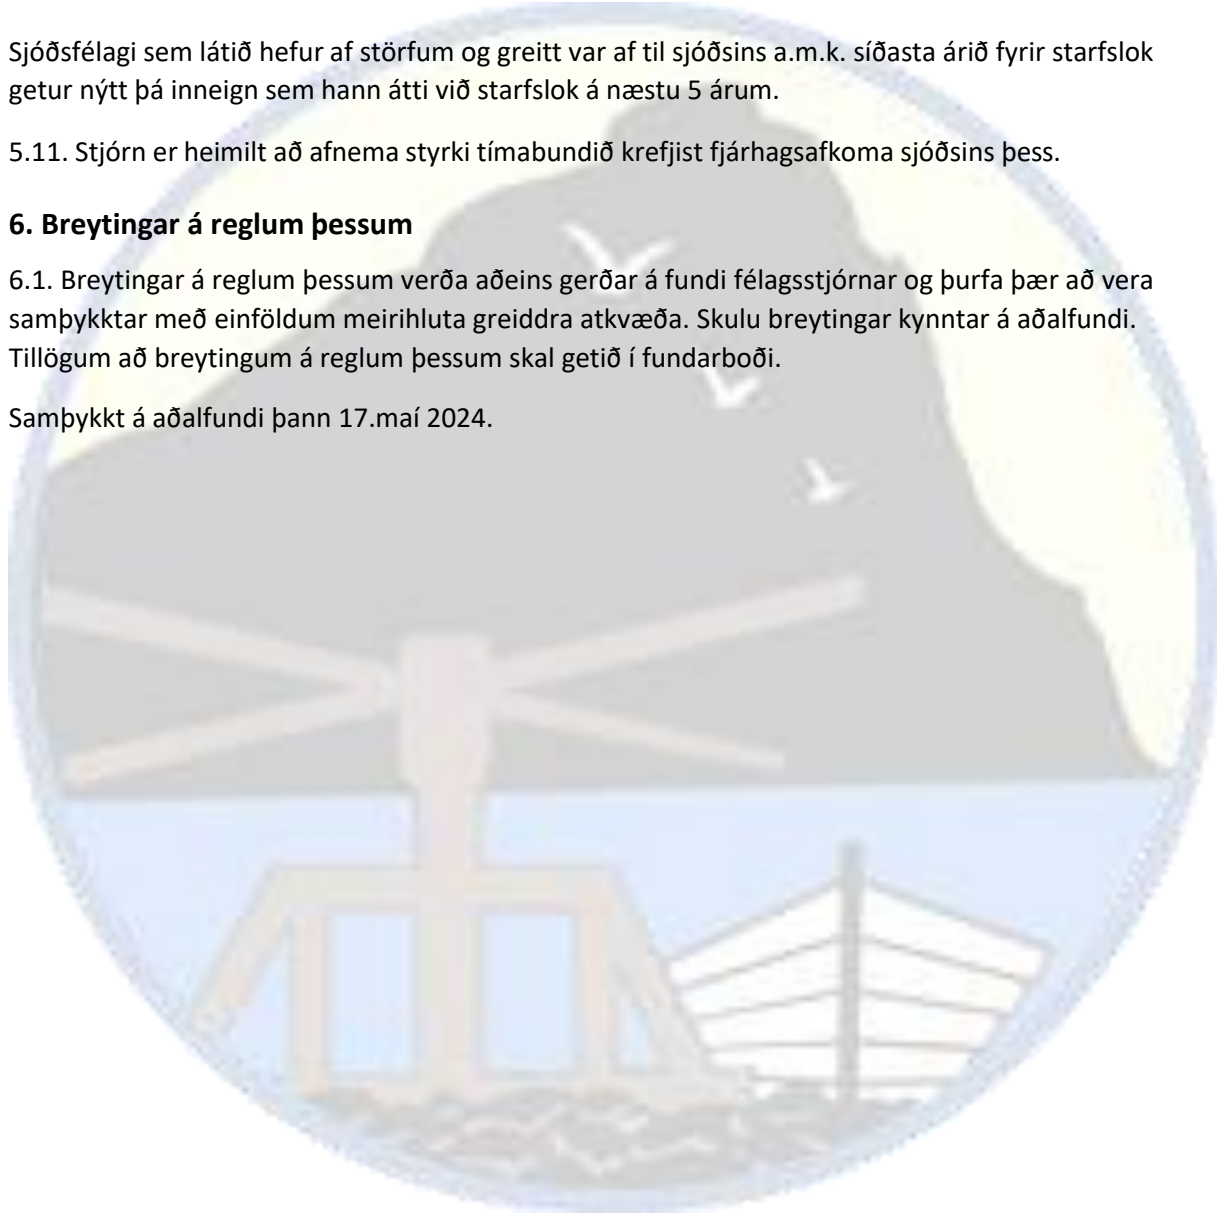 Sjóðsfélagi sem látið hefur af störfum og greitt var af til sjóðsins a.m.k. síðasta árið fyrir starfslok
getur nýtt þá inneign sem hann átti við starfslok á næstu 5 árum.
5.11. Stjórn er heimilt að afnema styrki tímabundið krefjist fjárhagsafkoma sjóðsins þess.
6. Breytingar á reglum þessum
6.1. Breytingar á reglum þessum verða aðeins gerðar á fundi félagsstjórnar og þurfa þær að vera
samþykktar með einföldum meirihluta greiddra atkvæða. Skulu breytingar kynntar á aðalfundi.
Tillögum að breytingum á reglum þessum skal getið í fundarboði.
Samþykkt á aðalfundi þann 17.maí 2024.